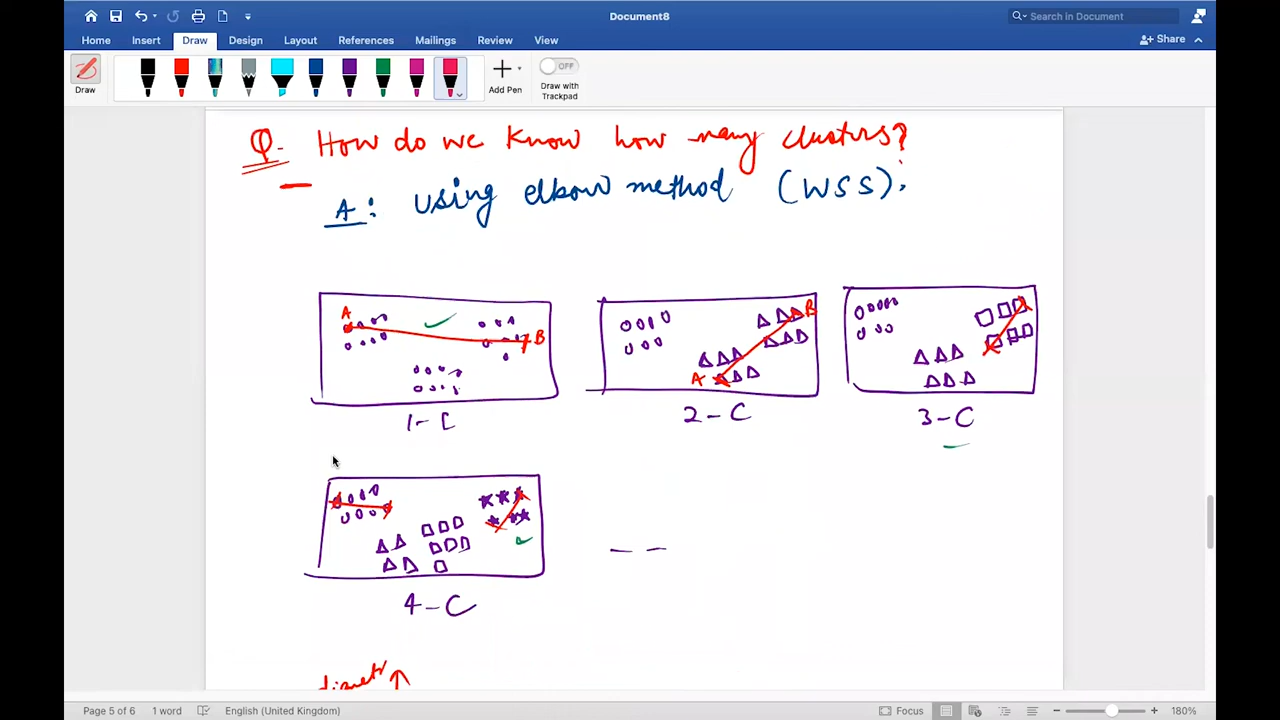 Document8
Search in Document
Home Insert Draw Design Layout References Mailings Review View
Share
Draw
Add Pen
OFF
Draw with
Trackpad
Q. How do we know how many clusters?
A: using elbow method (WSS).
A B
1-C
A B
2-C
3-C
4-C
Page 5 of 6 1 word English (United Kingdom) Focus 180%